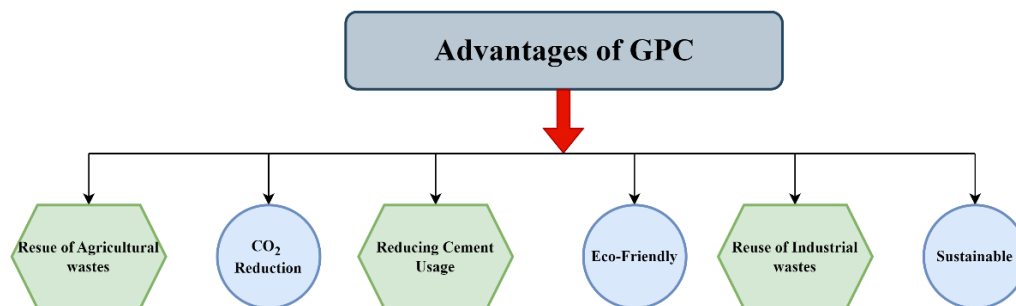 Advantages of GPC
Resue of Agricultural
wastes
CO₂
Reduction
Reducing Cement
Usage
Eco-Friendly
Reuse of Industrial
wastes
Sustainable